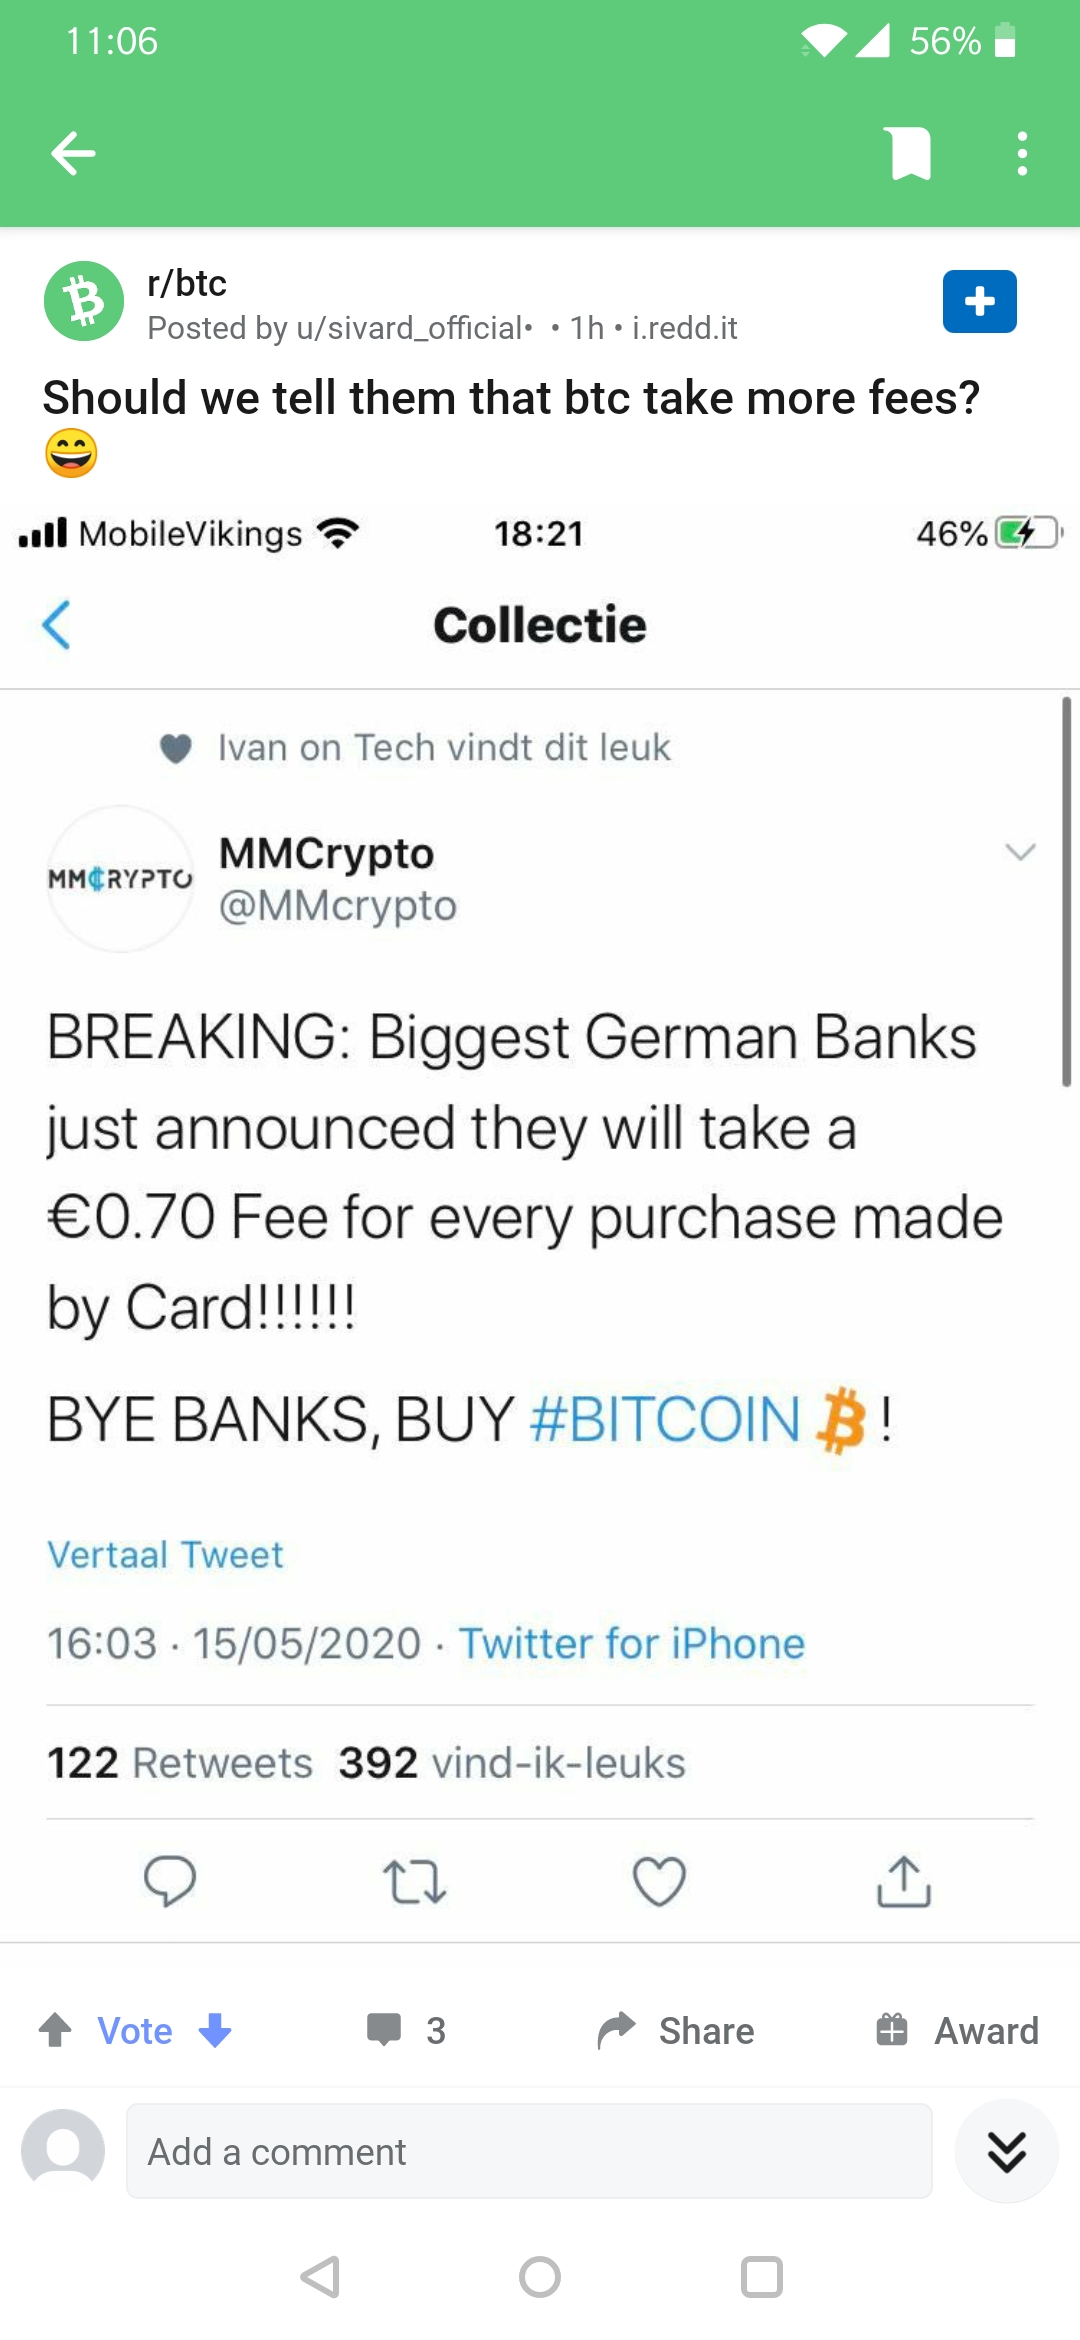 11:06
56%
r/btc
Posted by u/sivard_official• • 1h • i.redd.it
Should we tell them that btc take more fees?
😄
MobileVikings
18:21
46%
Collectie
Ivan on Tech vindt dit leuk
MM₵RYPTO
MMCrypto
@MMcrypto
BREAKING: Biggest German Banks
just announced they will take a
€0.70 Fee for every purchase made
by Card!!!!!!
BYE BANKS, BUY #BITCOIN ₿ !
Vertaal Tweet
16:03 · 15/05/2020 · Twitter for iPhone
122 Retweets 392 vind-ik-leuks
Vote
3
Share
Award
Add a comment